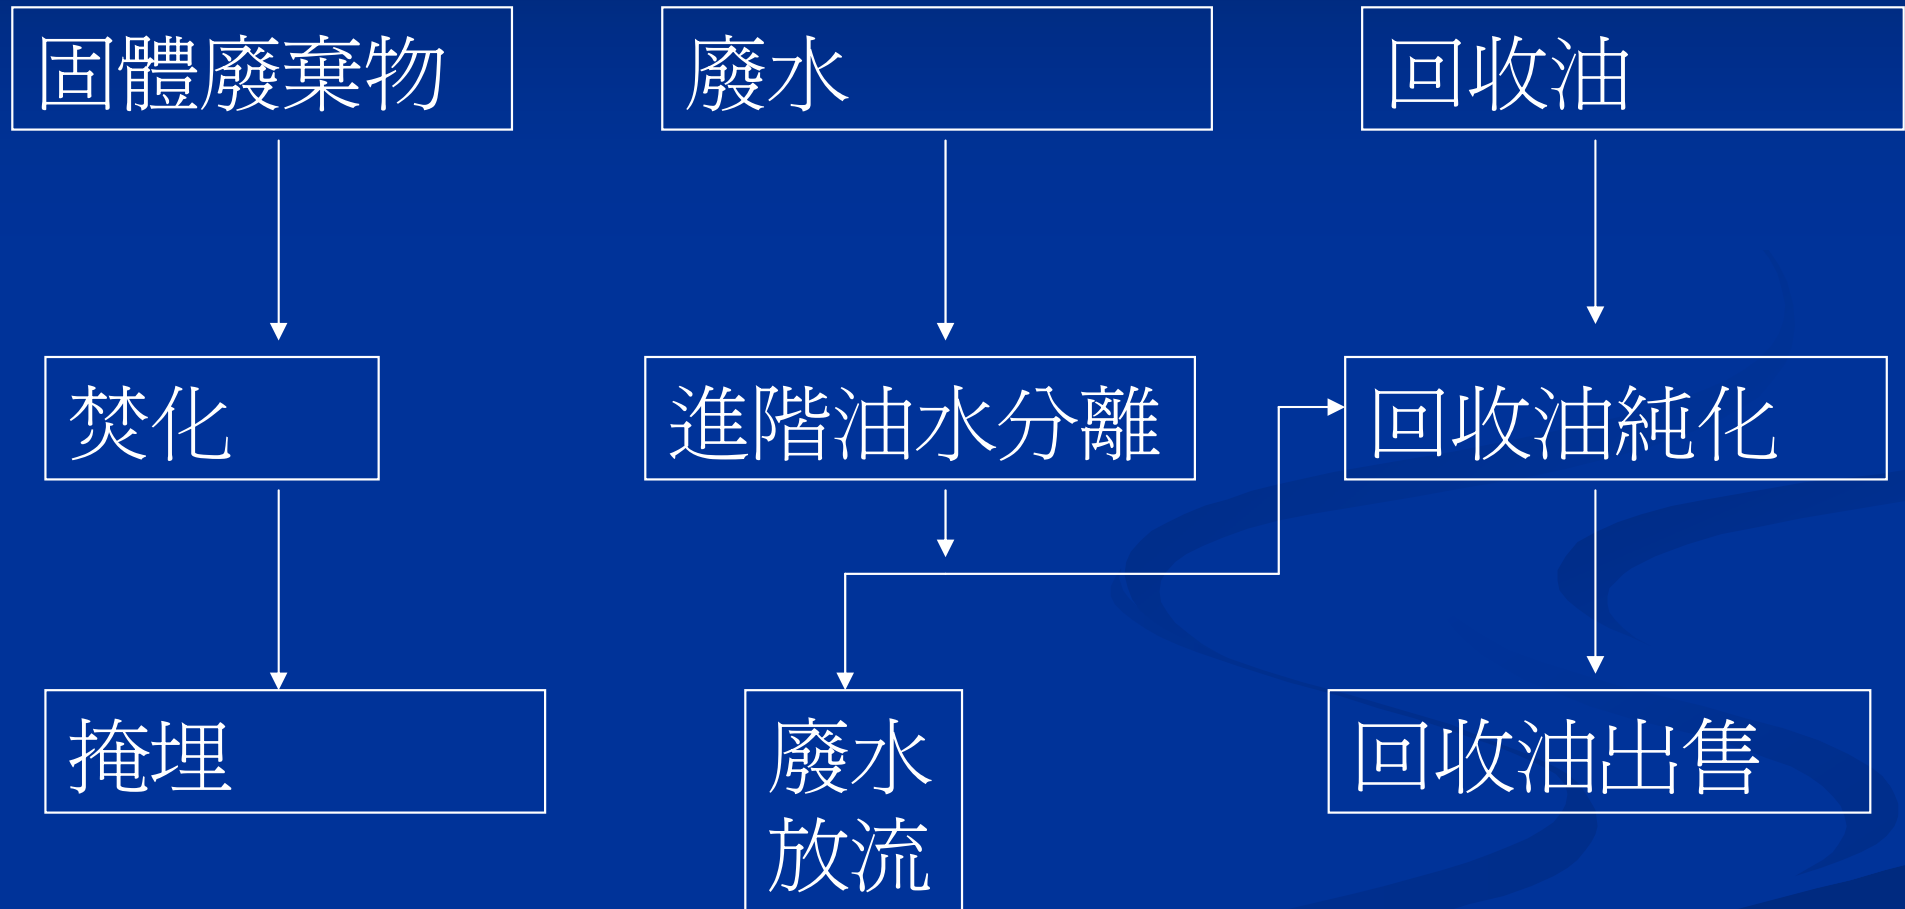 固體廢棄物
廢水
回收油
焚化
進階油水分離
回收油純化
掩埋
廢水
放流
回收油出售